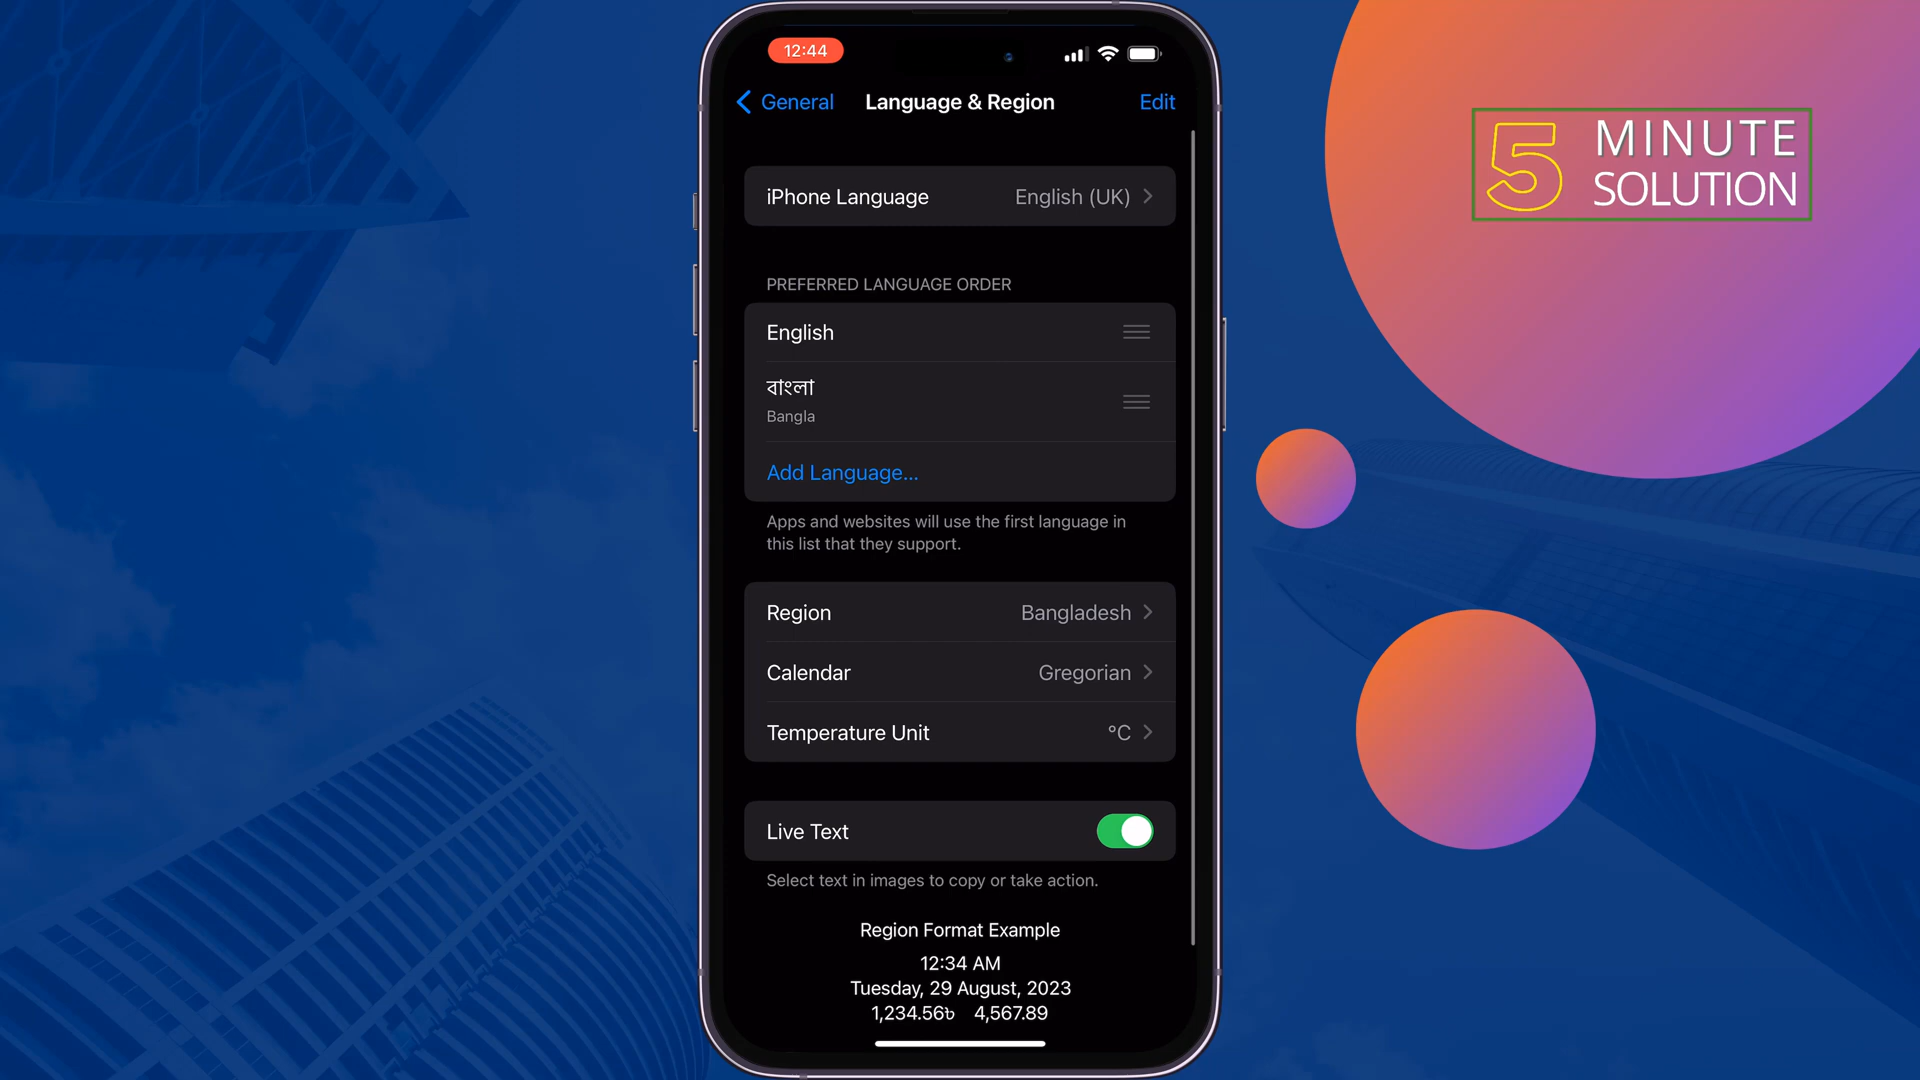 12:44
General
Language & Region
Edit
5 MINUTE
SOLUTION
iPhone Language
English (UK)
PREFERRED LANGUAGE ORDER
English
বাংলা
Bangla
Add Language...
Apps and websites will use the first language in
this list that they support.
Region
Bangladesh
Calendar
Gregorian
Temperature Unit
°C
Live Text
Select text in images to copy or take action.
Region Format Example
12:34 AM
Tuesday, 29 August, 2023
1,234.56৳ 4,567.89